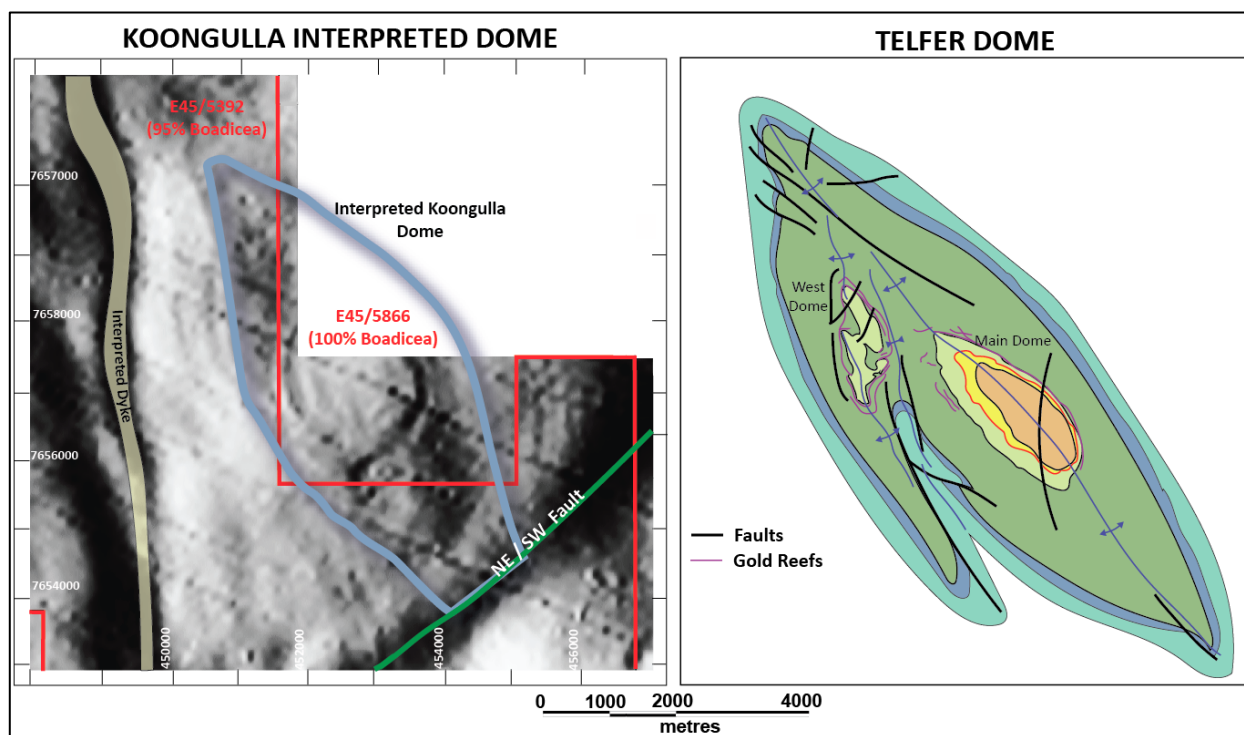 KOONGULLA INTERPRETED DOME
E45/5392
(95% Boadicea)
7657000
Interpreted Koongulla
Dome
E45/5866
(100% Boadicea)
7658000
Interpreted Dyke
7656000
NE / SW Fault
7654000
450000
452000
454000
456000
TELFER DOME
West
Dome
Main Dome
Faults
Gold Reefs
0 1000 2000 4000
metres